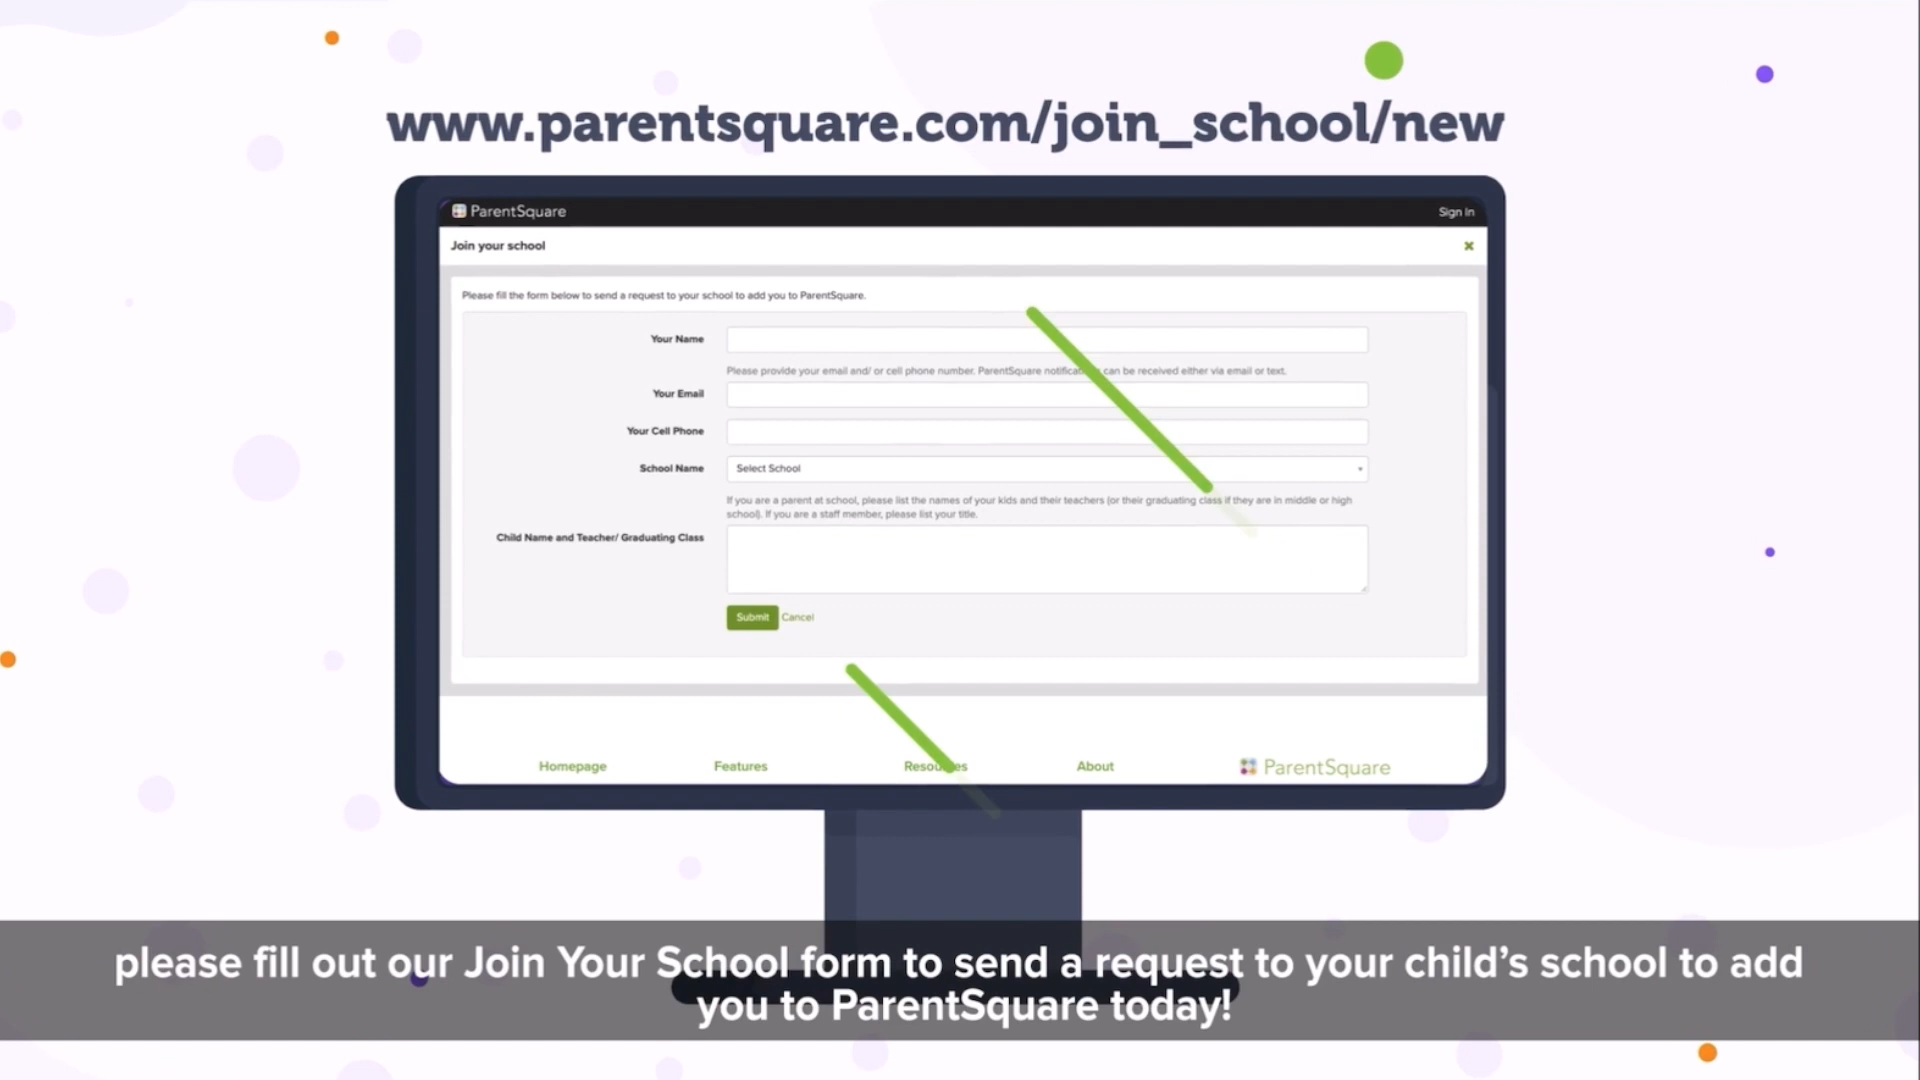 www.parentsquare.com/join_school/new
ParentSquare
Sign In
Join your school
Please fill the form below to send a request to your school to add you to ParentSquare.
Your Name
Please provide your email and/ or cell phone number. ParentSquare can be received either via email or text.
Your Email
Your Cell Phone
School Name
Select School
If you are a parent at school, please list the names of your kids and their teachers (or their graduating class if they are in middle or high
school). If you are a staff member, please list your title.
Child Name and Teacher/ Graduating Class
Submit Cancel
Homepage
Features
About
ParentSquare
please fill out our Join Your School form to send a request to your child’s school to add
you to ParentSquare today!